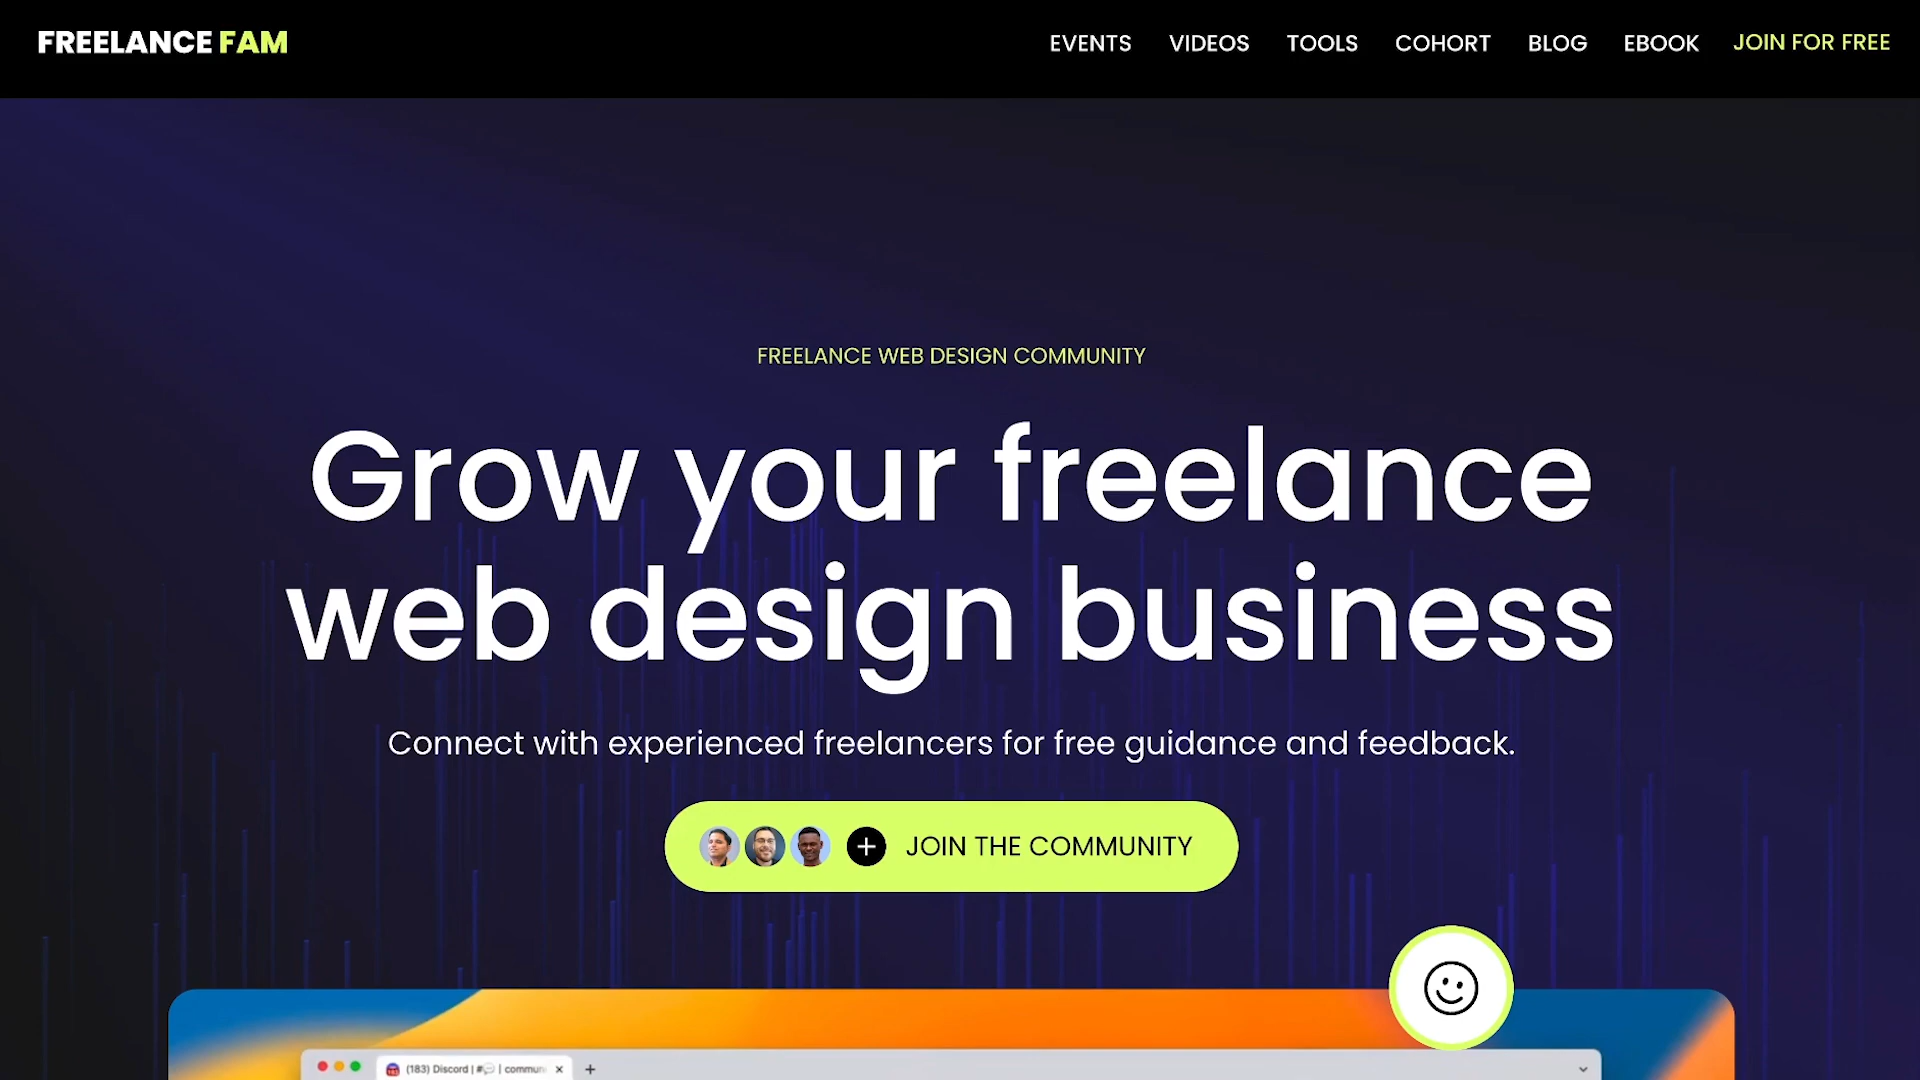 FREELANCE FAM
EVENTS VIDEOS TOOLS COHORT BLOG EBOOK JOIN FOR FREE
FREELANCE WEB DESIGN COMMUNITY
Grow your freelance
web design business
Connect with experienced freelancers for free guidance and feedback.
JOIN THE COMMUNITY
(183) Discord | #💬 | commun